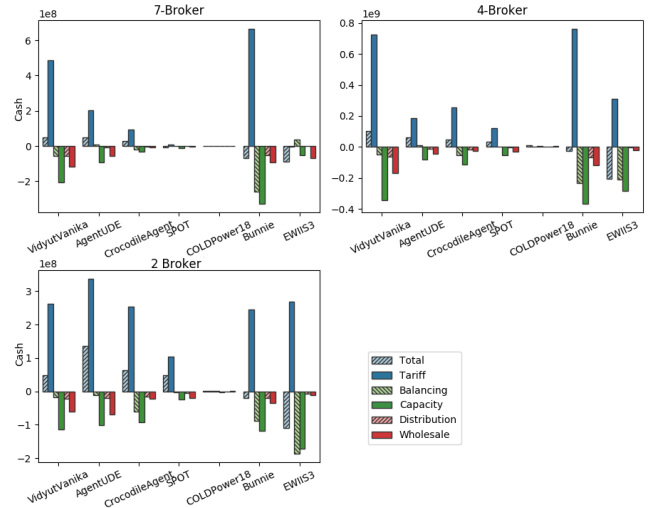 7-Broker
1e8
6
4
2
0
−2
Cash
VidyutVanika
AgentUDE
CrocodileAgent
SPOT
COLDPower18
Bunnie
EWIIS3
4-Broker
1e9
0.8
0.6
0.4
0.2
0.0
−0.2
−0.4
VidyutVanika
AgentUDE
CrocodileAgent
SPOT
COLDPower18
Bunnie
EWIIS3
2 Broker
1e8
3
2
1
0
−1
−2
Cash
VidyutVanika
AgentUDE
CrocodileAgent
SPOT
COLDPower18
Bunnie
EWIIS3
Total
Tariff
Balancing
Capacity
Distribution
Wholesale